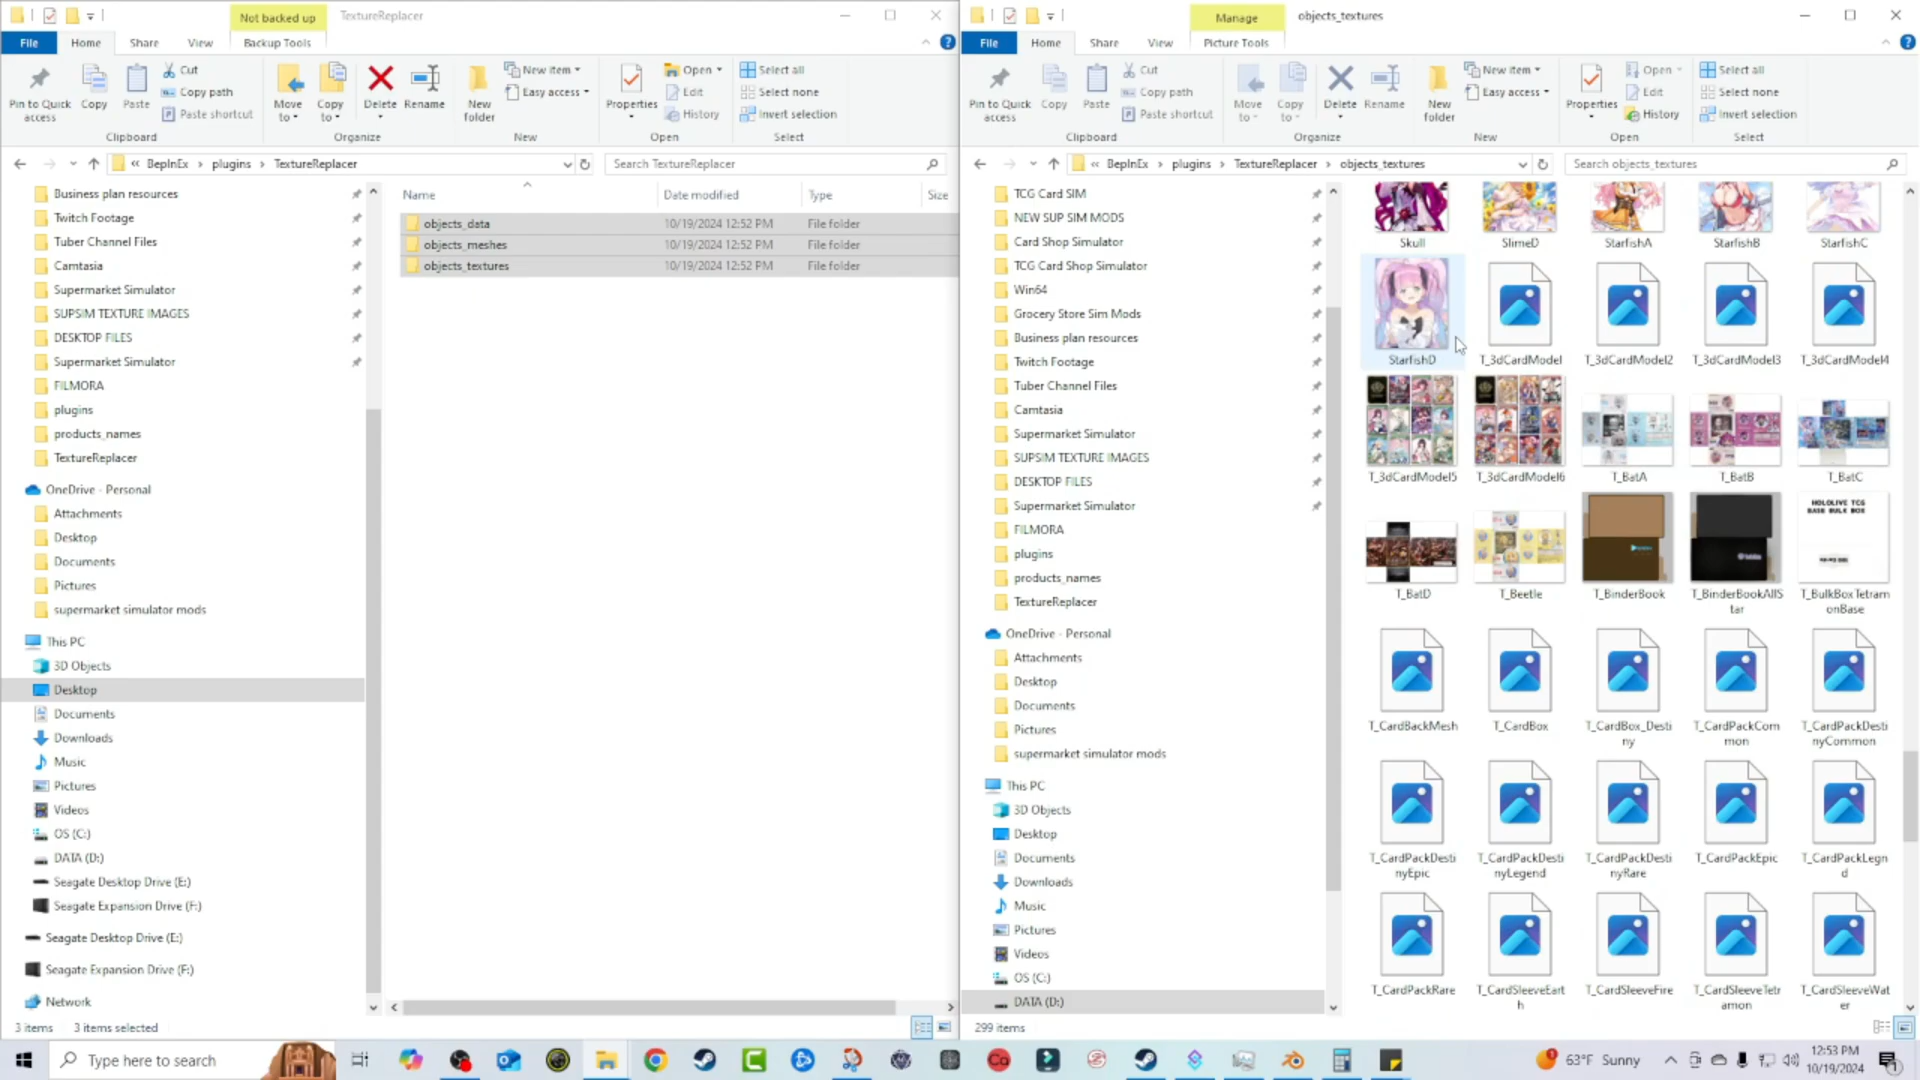 Not backed up
TextureReplacer
File
Home
Share
View
Backup Tools
Pin to Quick access
Copy
Paste
Cut
Copy path
Paste shortcut
Move to
Copy to
Delete
Rename
New folder
New item
Easy access
Properties
Open
Edit
History
Select all
Select none
Invert selection
Clipboard
Organize
New
Open
Select
« BepInEx > plugins > TextureReplacer
Search TextureReplacer
Business plan resources
Twitch Footage
Tuber Channel Files
Camtasia
Supermarket Simulator
SUPSIM TEXTURE IMAGES
DESKTOP FILES
Supermarket Simulator
FILMORA
plugins
products_names
TextureReplacer
OneDrive - Personal
Attachments
Desktop
Documents
Pictures
supermarket simulator mods
This PC
3D Objects
Desktop
Documents
Downloads
Music
Pictures
Videos
OS (C:)
DATA (D:)
Seagate Desktop Drive (E:)
Seagate Expansion Drive (F:)
Seagate Desktop Drive (E:)
Seagate Expansion Drive (F:)
Network
Name Date modified Type Size
objects_data 10/19/2024 12:52 PM File folder
objects_meshes 10/19/2024 12:52 PM File folder
objects_textures 10/19/2024 12:52 PM File folder
3 items 3 items selected
Manage
objects_textures
File
Home
Share
View
Picture Tools
Pin to Quick access
Copy
Paste
Cut
Copy path
Paste shortcut
Move to
Copy to
Delete
Rename
New folder
New item
Easy access
Properties
Open
Edit
History
Select all
Select none
Invert selection
Clipboard
Organize
New
Open
Select
« BepInEx > plugins > TextureReplacer > objects_textures
Search objects_textures
TCG Card SIM
NEW SUP SIM MODS
Card Shop Simulator
TCG Card Shop Simulator
Win64
Grocery Store Sim Mods
Business plan resources
Twitch Footage
Tuber Channel Files
Camtasia
Supermarket Simulator
SUPSIM TEXTURE IMAGES
DESKTOP FILES
Supermarket Simulator
FILMORA
plugins
products_names
TextureReplacer
OneDrive - Personal
Attachments
Desktop
Documents
Pictures
supermarket simulator mods
This PC
3D Objects
Desktop
Documents
Downloads
Music
Pictures
Videos
OS (C:)
DATA (D:)
Skull SlimeD StarfishA StarfishB StarfishC
StarfishD T_3dCardModel T_3dCardModel2 T_3dCardModel3 T_3dCardModel4
T_3dCardModel5 T_3dCardModel6 T_BatA T_BatB T_BatC
HOLOLIVE TCG
BASE BULK BOX
T_BatD T_Beetle T_BinderBook T_BinderBookAllS T_BulkBoxTetram
tar onBase
T_CardBackMesh T_CardBox T_CardBox_Desti T_CardPackCom T_CardPackDesti
ny mmon nyCommon
T_CardPackDesti T_CardPackDesti T_CardPackDesti T_CardPackEpic T_CardPackLegn
nyEpic nyLegend nyRare d
T_CardPackRare T_CardSleeveEart T_CardSleeveFire T_CardSleeveTetr T_CardSleeveWat
h amon er
299 items
Type here to search
63°F Sunny
12:53 PM
10/19/2024